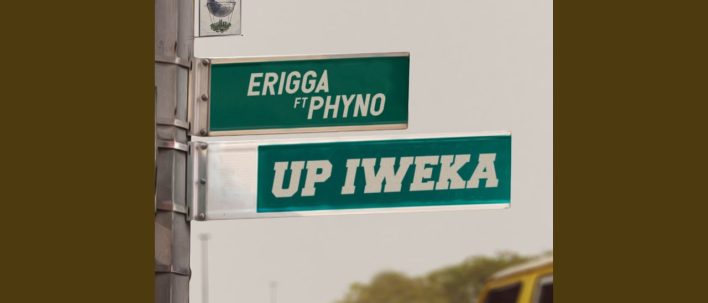 ERIGGA
FT PHYNO
UP IWEKA